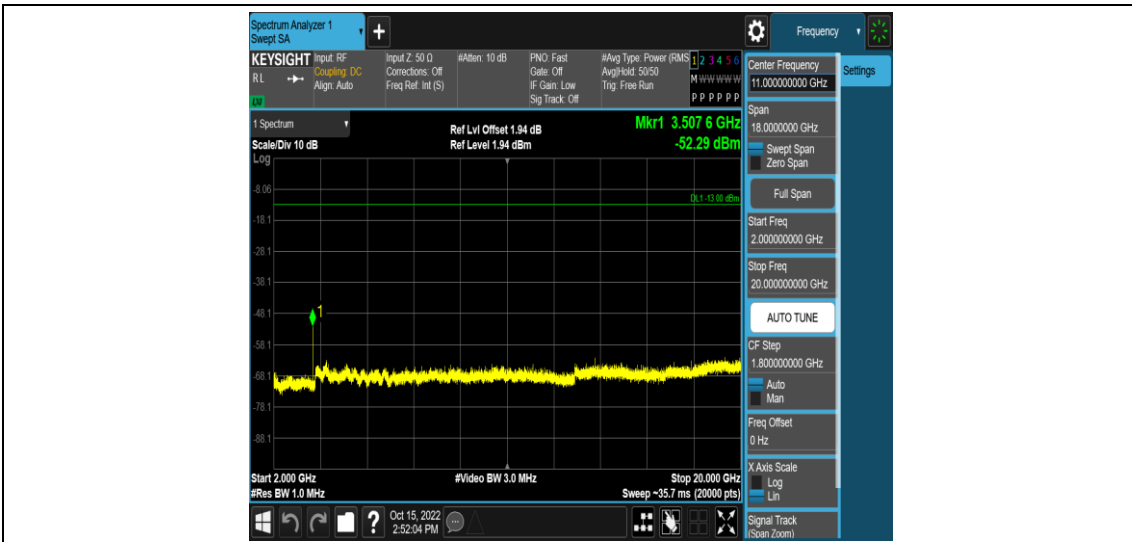 Spectrum Analyzer 1
Swept SA
+
Frequency
KEYSIGHT
RL
Input: RF
Coupling: DC
Align: Auto
Input Z: 50 Ω
Corrections: Off
Freq Ref: Int (S)
#Atten: 10 dB
PNO: Fast
Gate: Off
IF Gain: Low
Sig Track: Off
#Avg Type: Power (RMS
Avg|Hold: 50/50
Trig: Free Run
1 2 3 4 5 6
M W W W W W
P P P P P P
1 Spectrum
Scale/Div 10 dB
Log
Ref Lvl Offset 1.94 dB
Ref Level 1.94 dBm
Mkr1 3.507 6 GHz
-52.29 dBm
DL1 -13.00 dBm
-8.06
-18.1
-28.1
-38.1
-48.1
-58.1
-68.1
-78.1
-88.1
1
Start 2.000 GHz
#Res BW 1.0 MHz
#Video BW 3.0 MHz
Stop 20.000 GHz
Sweep ~35.7 ms (20000 pts)
?
Oct 15, 2022
2:52:04 PM
Center Frequency
11.000000000 GHz
Settings
Span
18.0000000 GHz
Swept Span
Zero Span
Full Span
Start Freq
2.000000000 GHz
Stop Freq
20.000000000 GHz
AUTO TUNE
CF Step
1.800000000 GHz
Auto
Man
Freq Offset
0 Hz
X Axis Scale
Log
Lin
Signal Track
(Span Zoom)